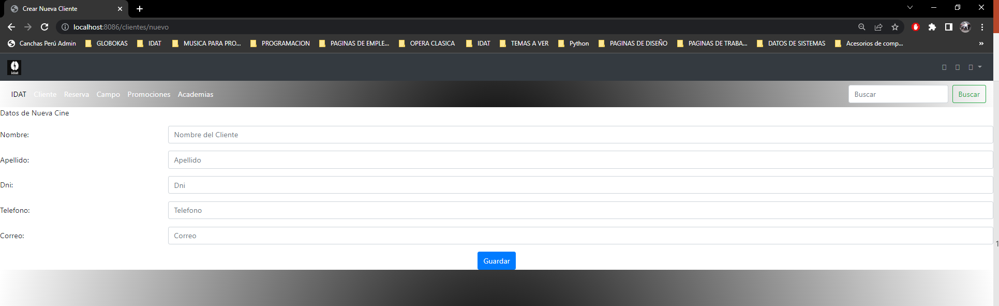 Crear Nueva Cliente
localhost:8086/clientes/nuevo
Canchas Perú Admin GLOBOKAS IDAT MUSICA PARA PRO... PROGRAMACION PAGINAS DE EMPLE... OPERA CLASICA IDAT TEMAS A VER Python PAGINAS DE DISEÑO PAGINAS DE TRABA... DATOS DE SISTEMAS Acesorios de comp... »
idat
IDAT Cliente Reserva Campo Promociones Academias Buscar Buscar
Datos de Nueva Cine
Nombre: Nombre del Cliente
Apellido: Apellido
Dni: Dni
Telefono: Telefono
Correo: Correo
1
Guardar